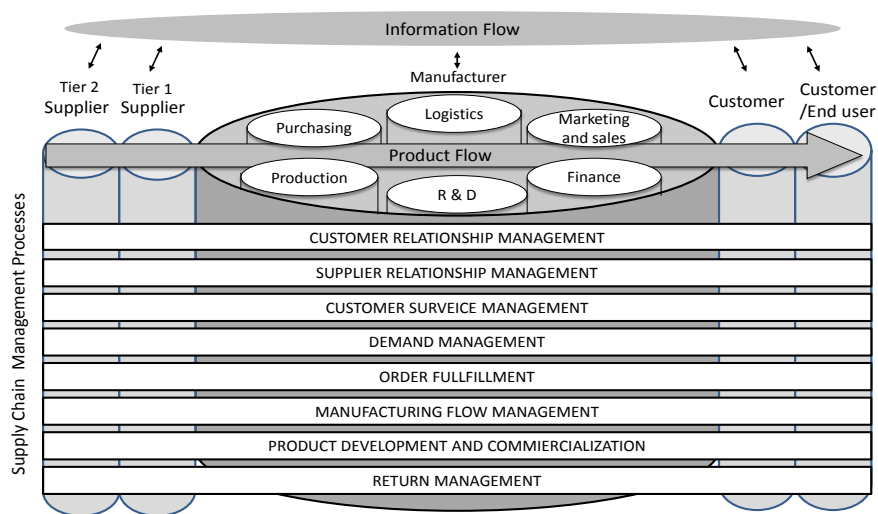 Information Flow
Tier 2
Supplier
Tier 1
Supplier
Manufacturer
Customer
Customer
/End user
Purchasing
Logistics
Marketing
and sales
Product Flow
Production
R & D
Finance
Supply Chain Management Processes
CUSTOMER RELATIONSHIP MANAGEMENT
SUPPLIER RELATIONSHIP MANAGEMENT
CUSTOMER SURVEICE MANAGEMENT
DEMAND MANAGEMENT
ORDER FULLFILLMENT
MANUFACTURING FLOW MANAGEMENT
PRODUCT DEVELOPMENT AND COMMIERCIALIZATION
RETURN MANAGEMENT